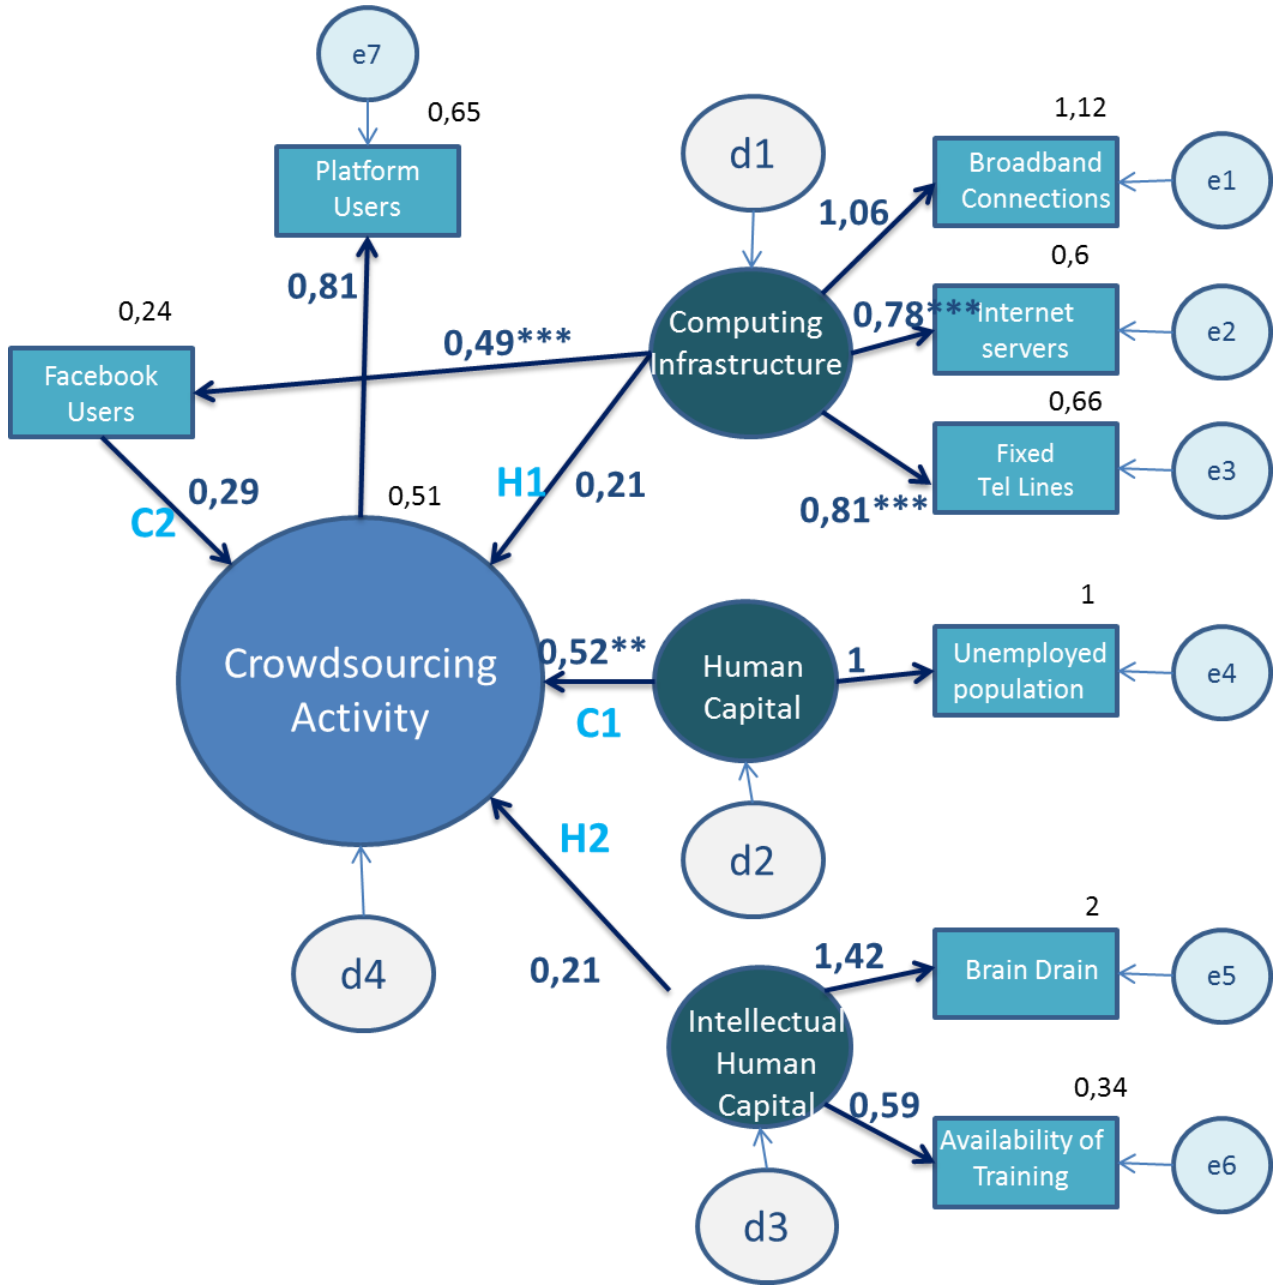 e7
0,65
Platform
Users
0,81
0,24
Facebook
Users
0,49***
C2
0,29
0,51
H1
0,21
d1
Computing
Infrastructure
1,06
1,12
Broadband
Connections
e1
0,78***
0,6
Internet
servers
e2
0,81***
0,66
Fixed
Tel Lines
e3
Crowdsourcing
Activity
0,52**
C1
Human
Capital
1
1
Unemployed
population
e4
d2
H2
0,21
d4
Intellectual
Human
Capital
1,42
2
Brain Drain
e5
0,59
0,34
Availability of
Training
e6
d3